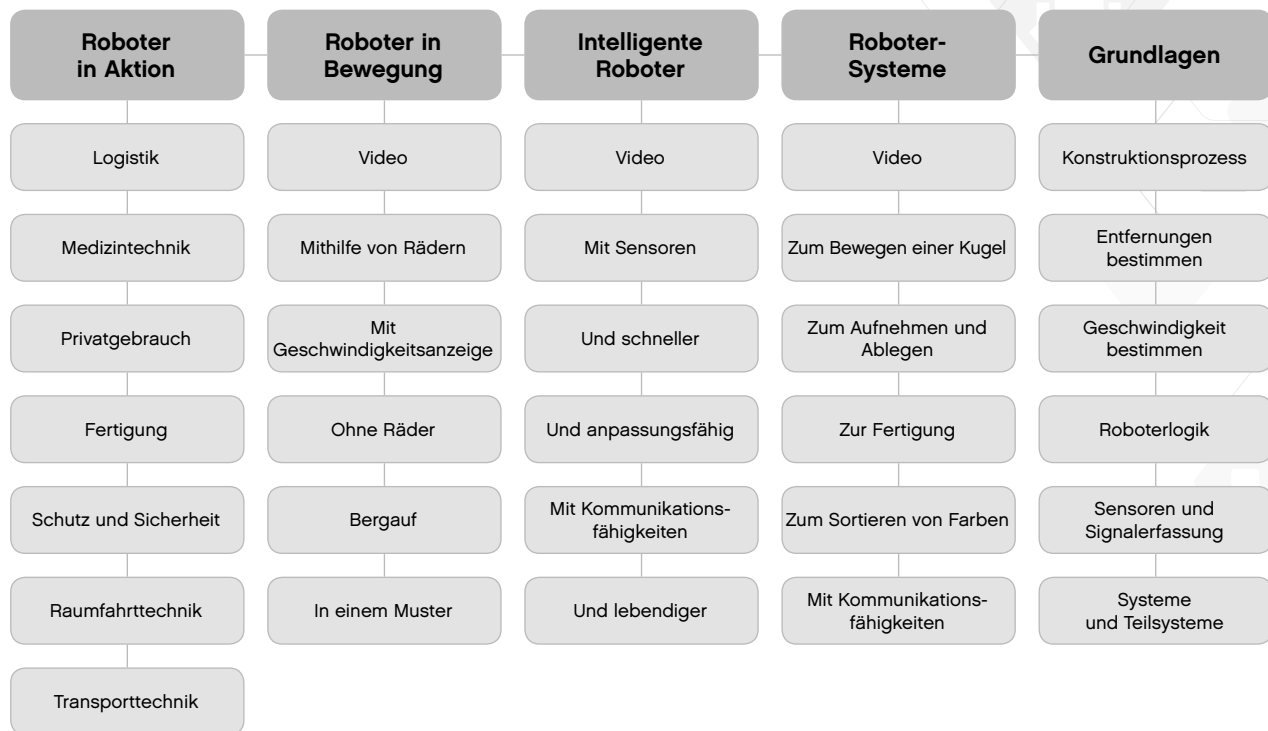 Roboter
in Aktion
Logistik
Medizintechnik
Privatgebrauch
Fertigung
Schutz und Sicherheit
Raumfahrttechnik
Transporttechnik
Roboter in
Bewegung
Video
Mithilfe von Rädern
Mit
Geschwindigkeitsanzeige
Ohne Räder
Bergauf
In einem Muster
Intelligente
Roboter
Video
Mit Sensoren
Und schneller
Und anpassungsfähig
Mit Kommunikations-
fähigkeiten
Und lebendiger
Roboter-
Systeme
Video
Zum Bewegen einer Kugel
Zum Aufnehmen und
Ablegen
Zur Fertigung
Zum Sortieren von Farben
Mit Kommunikations-
fähigkeiten
Grundlagen
Konstruktionsprozess
Entfernungen
bestimmen
Geschwindigkeit
bestimmen
Roboterlogik
Sensoren und
Signalerfassung
Systeme
und Teilsysteme